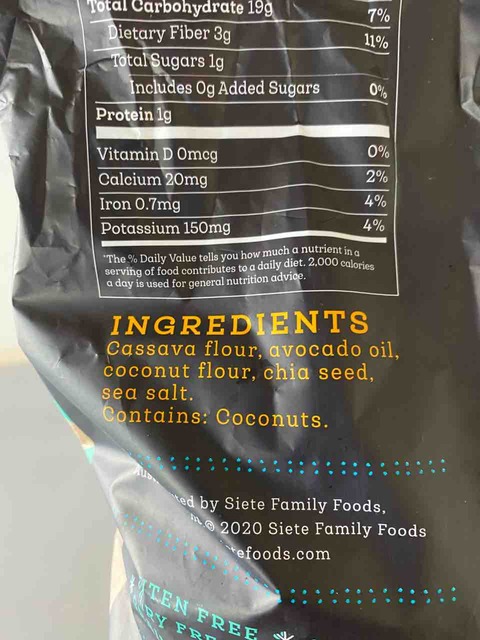 Total Carbohydrate 19g 7%
Dietary Fiber 3g 11%
Total Sugars 1g
Includes 0g Added Sugars 0%
Protein 1g
Vitamin D 0mcg 0%
Calcium 20mg 2%
Iron 0.7mg 4%
Potassium 150mg 4%
*The % Daily Value tells you how much a nutrient in a
serving of food contributes to a daily diet. 2,000 calories
a day is used for general nutrition advice.
INGREDIENTS
Cassava flour, avocado oil,
coconut flour, chia seed,
sea salt.
Contains: Coconuts.
by Siete Family Foods,
© 2020 Siete Family Foods
efoods.com
FREE